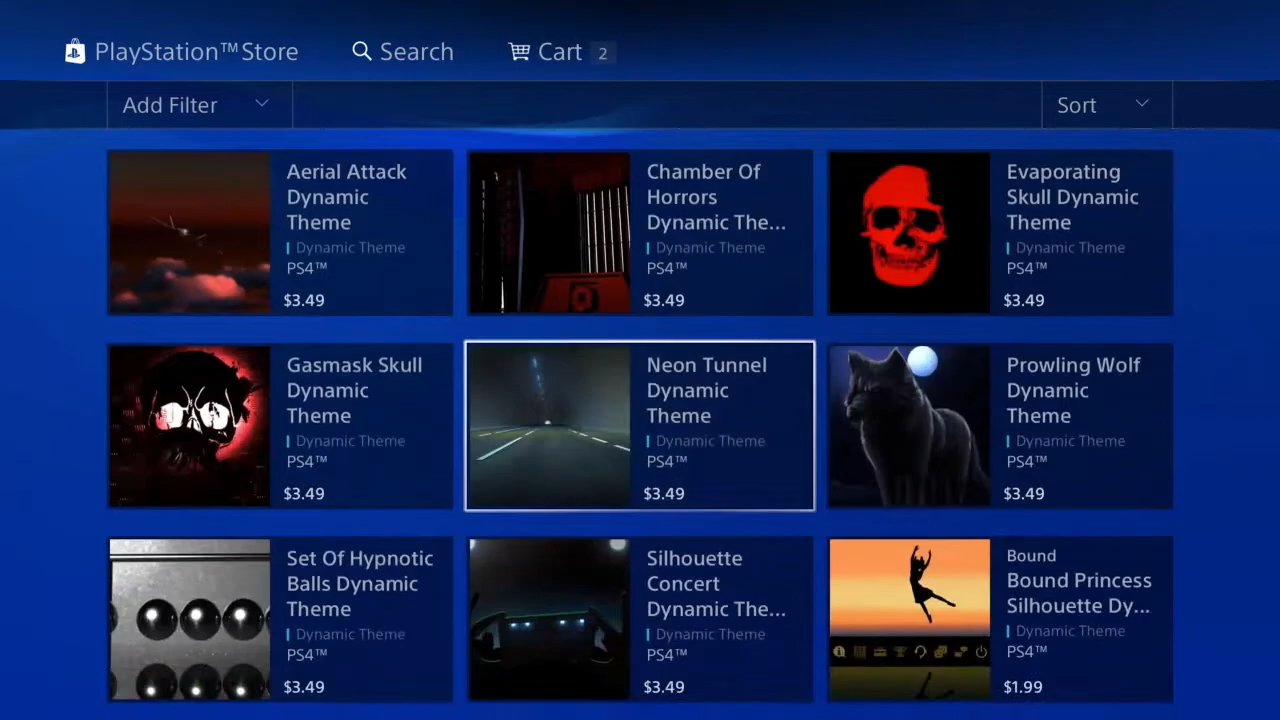 PlayStation™Store
Search
Cart 2
Add Filter
Sort
Aerial Attack
Dynamic
Theme
Dynamic Theme
PS4™
$3.49
Chamber Of
Horrors
Dynamic The...
Dynamic Theme
PS4™
$3.49
Evaporating
Skull Dynamic
Theme
Dynamic Theme
PS4™
$3.49
Gasmask Skull
Dynamic
Theme
Dynamic Theme
PS4™
$3.49
Neon Tunnel
Dynamic
Theme
Dynamic Theme
PS4™
$3.49
Prowling Wolf
Dynamic
Theme
Dynamic Theme
PS4™
$3.49
Set Of Hypnotic
Balls Dynamic
Theme
Dynamic Theme
PS4™
$3.49
Silhouette
Concert
Dynamic The...
Dynamic Theme
PS4™
$3.49
Bound
Bound Princess
Silhouette Dy...
Dynamic Theme
PS4™
$1.99